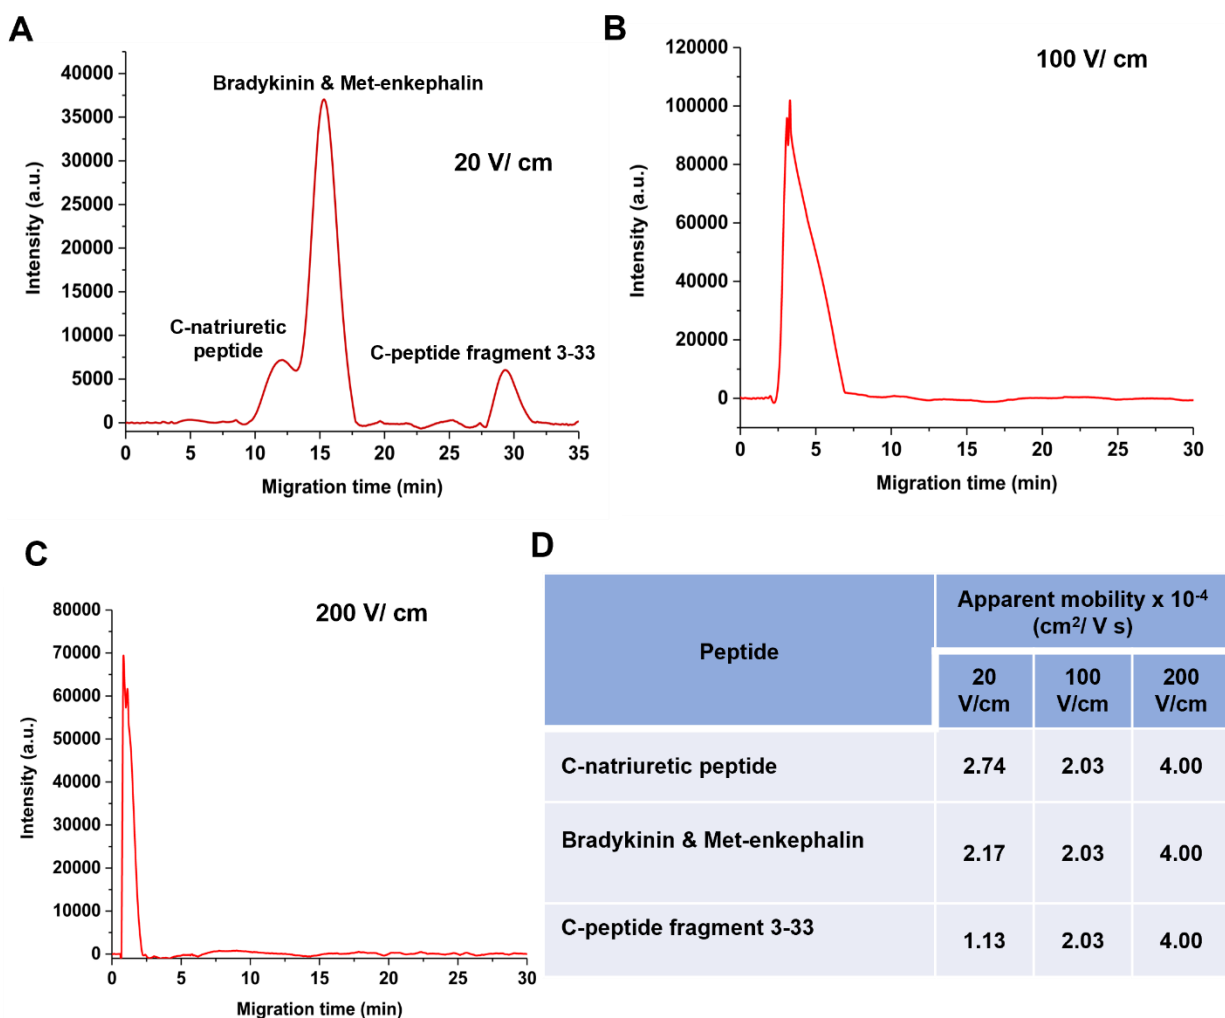 A
Bradykinin & Met-enkephalin
20 V/ cm
C-natriuretic
peptide
C-peptide fragment 3-33
Intensity (a.u.)
40000
35000
30000
25000
20000
15000
10000
5000
0
0 5 10 15 20 25 30 35
Migration time (min)
B
100 V/ cm
Intensity (a.u.)
120000
100000
80000
60000
40000
20000
0
0 5 10 15 20 25 30
Migration time (min)
C
200 V/ cm
Intensity (a.u.)
80000
70000
60000
50000
40000
30000
20000
10000
0
0 5 10 15 20 25 30
Migration time (min)
D
Peptide
Apparent mobility x 10⁻⁴
(cm²/ V s)
20
V/cm
100
V/cm
200
V/cm
C-natriuretic peptide 2.74 2.03 4.00
Bradykinin & Met-enkephalin 2.17 2.03 4.00
C-peptide fragment 3-33 1.13 2.03 4.00